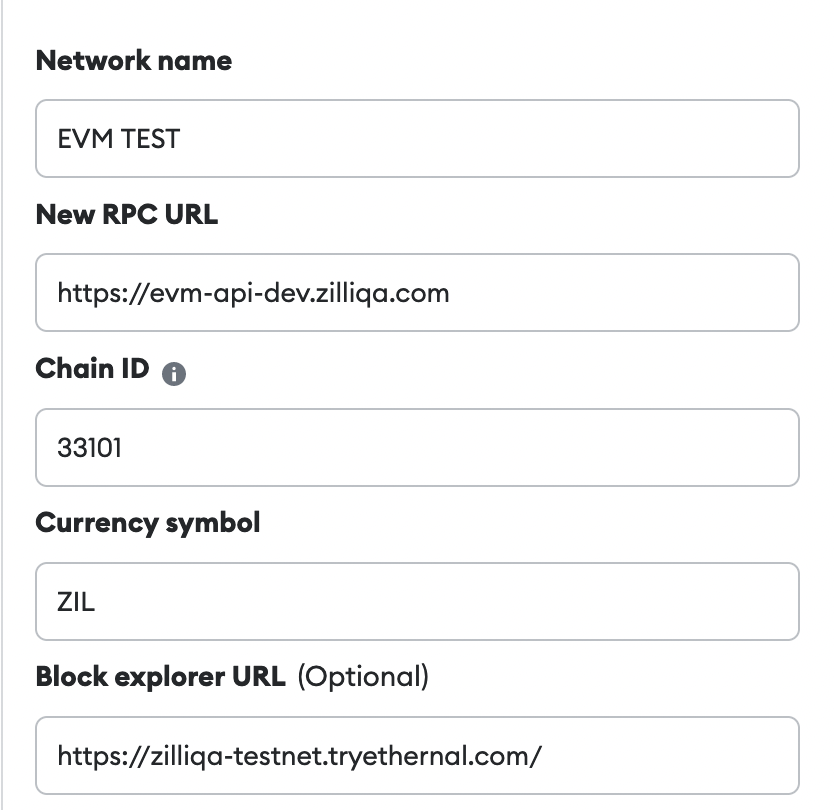 Network name
EVM TEST
New RPC URL
https://evm-api-dev.zilliqa.com
Chain ID
33101
Currency symbol
ZIL
Block explorer URL (Optional)
https://zilliqa-testnet.tryethernal.com/